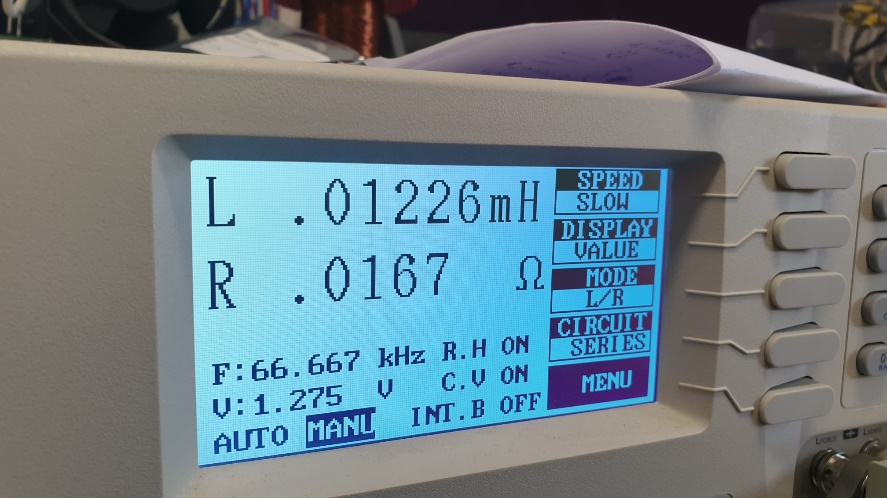 L .01226mH
R .0167 Ω
F:66.667 kHz R.H ON
V:1.275 V C.V ON
AUTO MANU INT.B OFF
SPEED
SLOW
DISPLAY
VALUE
MODE
L/R
CIRCUIT
SERIES
MENU